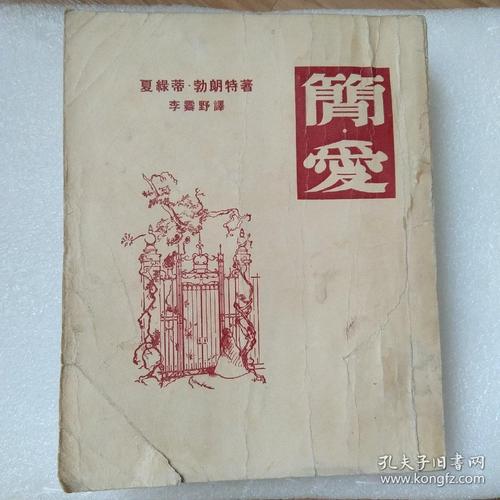 簡·愛
夏綠蒂·勃朗特著
李霽野譯
孔夫子旧书网
kongfz.com